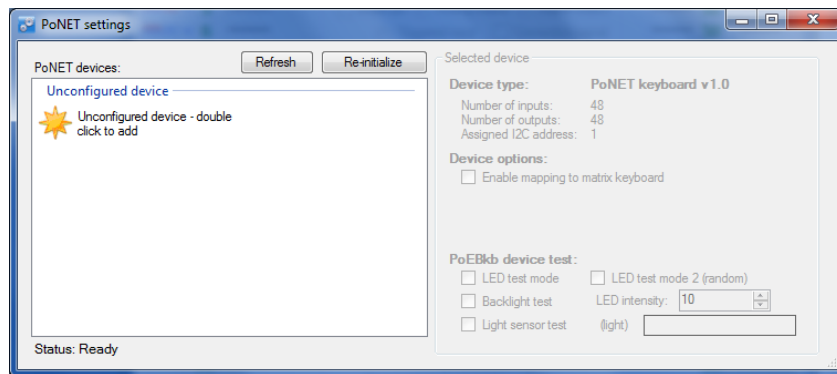 PoNET settings
PoNET devices:
Refresh
Re-initialize
Unconfigured device
Unconfigured device - double
click to add
Status: Ready
Selected device
Device type: PoNET keyboard v1.0
Number of inputs: 48
Number of outputs: 48
Assigned I2C address: 1
Device options:
Enable mapping to matrix keyboard
PoEBkb device test:
LED test mode LED test mode 2 (random)
Backlight test LED intensity: 10
Light sensor test (light)